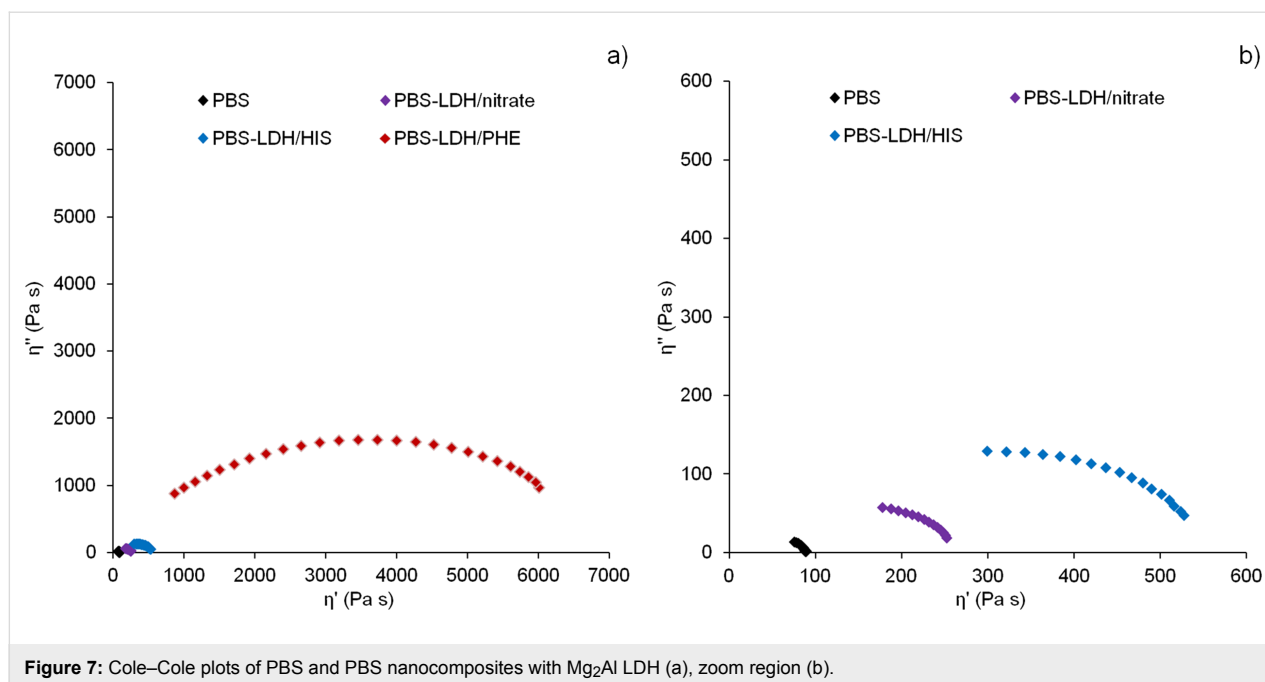 a)
7000
6000
5000
4000
3000
2000
1000
0
η'' (Pa s)
PBS
PBS-LDH/nitrate
PBS-LDH/HIS
PBS-LDH/PHE
0 1000 2000 3000 4000 5000 6000 7000
η' (Pa s)
b)
600
500
400
300
200
100
0
η'' (Pa s)
PBS
PBS-LDH/nitrate
PBS-LDH/HIS
0 100 200 300 400 500 600
η' (Pa s)
Figure 7: Cole–Cole plots of PBS and PBS nanocomposites with Mg₂Al LDH (a), zoom region (b).